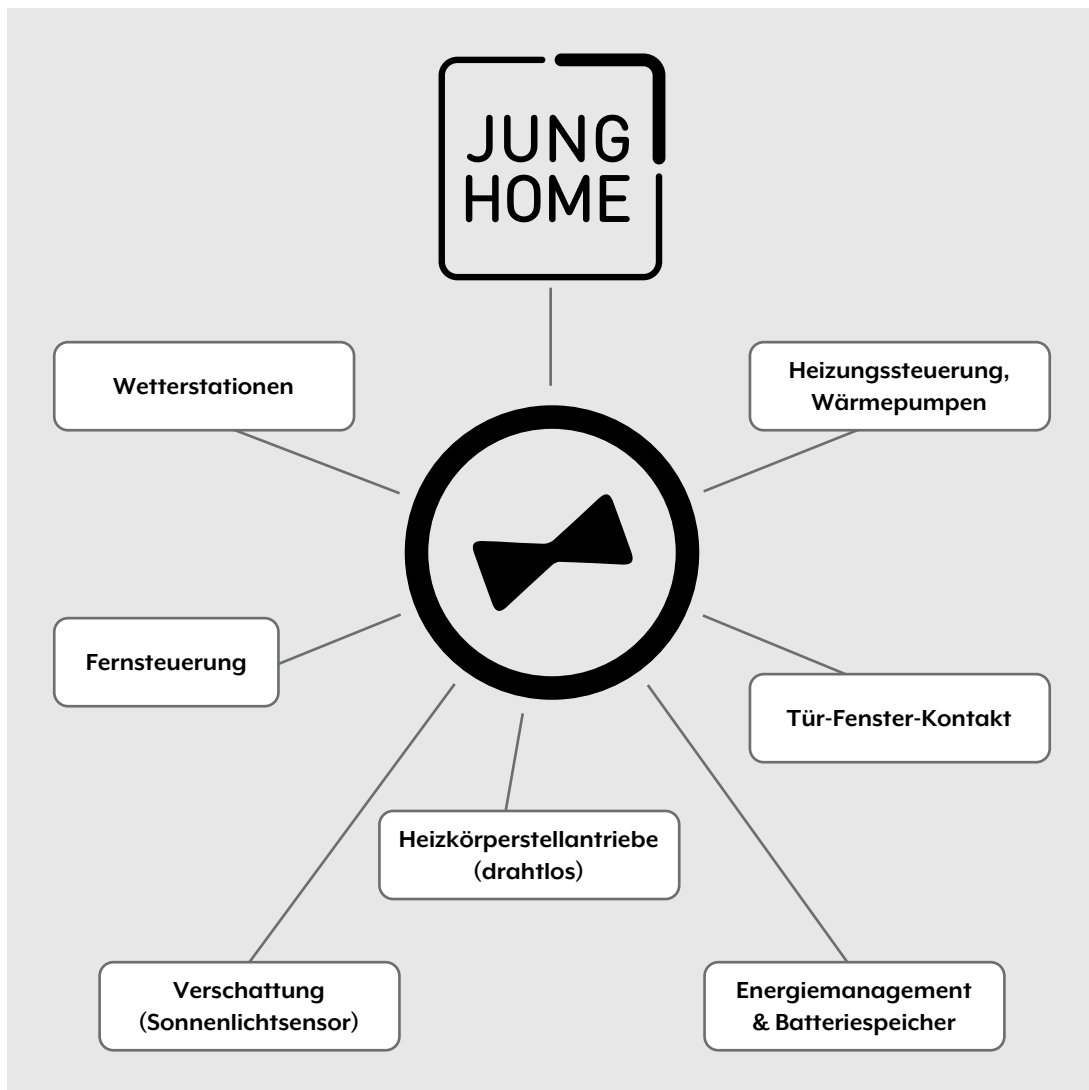 JUNG
HOME
Wetterstationen
Heizungssteuerung,
Wärmepumpen
Fernsteuerung
Tür-Fenster-Kontakt
Heizkörperstellantriebe
(drahtlos)
Verschattung
(Sonnenlichtsensor)
Energiemanagement
& Batteriespeicher